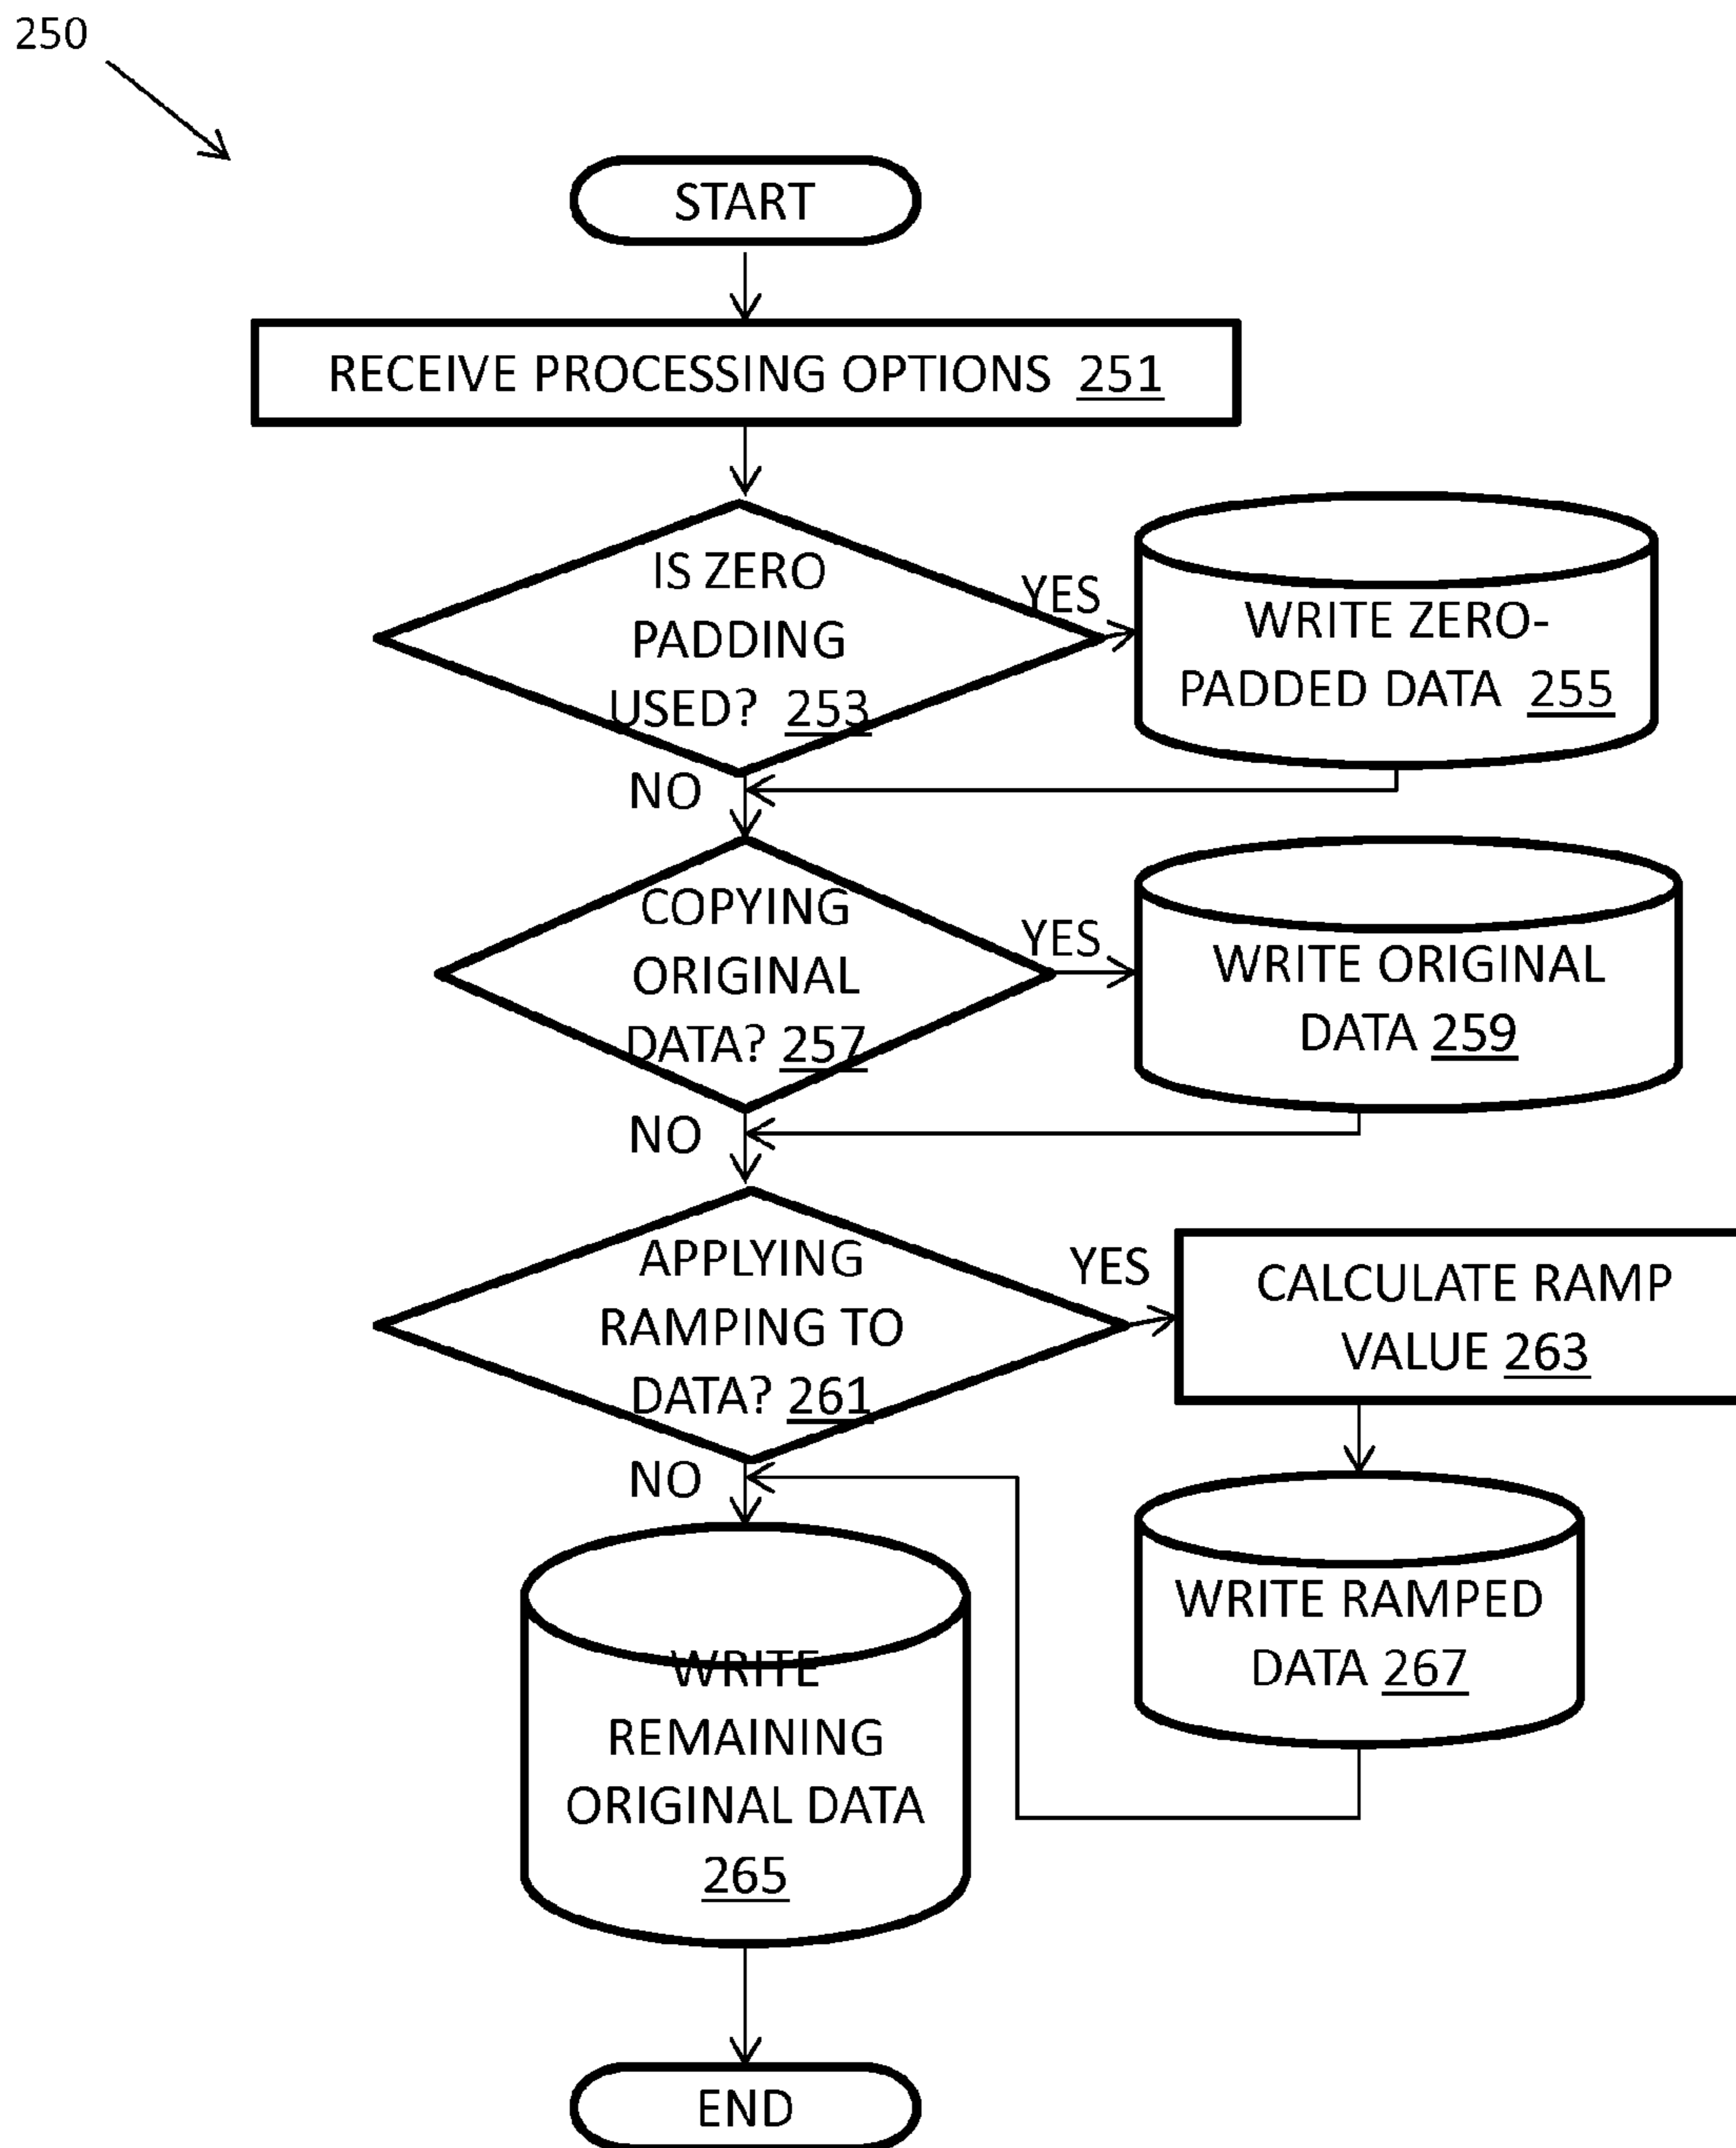 250
START
RECEIVE PROCESSING OPTIONS 251
IS ZERO
PADDING
USED? 253
YES
WRITE ZERO-
PADDED DATA 255
NO
COPYING
ORIGINAL
DATA? 257
YES
WRITE ORIGINAL
DATA 259
NO
APPLYING
RAMPING TO
DATA? 261
YES
CALCULATE RAMP
VALUE 263
NO
WRITE RAMPED
DATA 267
WRITE
REMAINING
ORIGINAL DATA
265
END